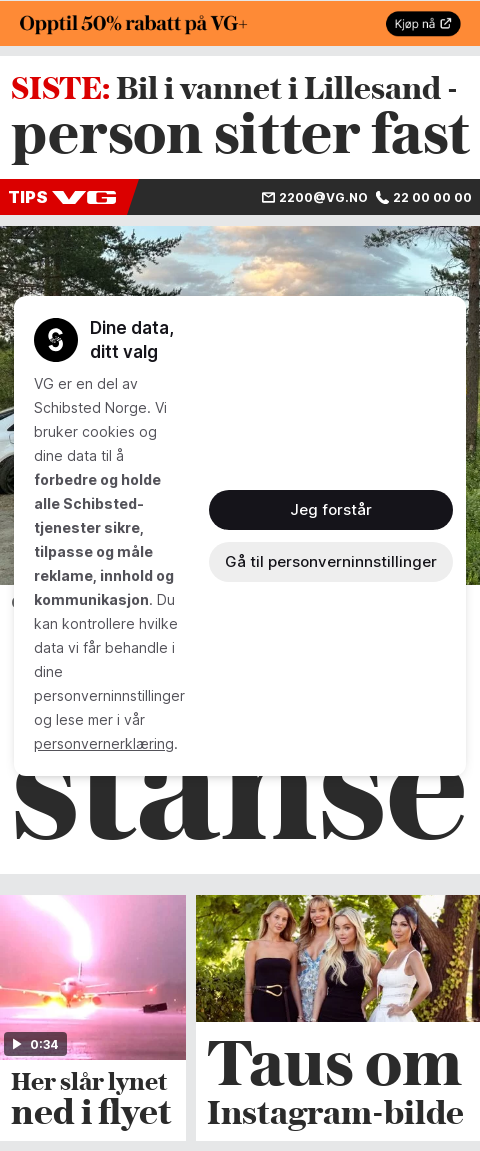 Opptil 50% rabatt på VG+
Kjøp nå
SISTE: Bil i vannet i Lillesand -
person sitter fast
TIPS VG
2200@VG.NO 22 00 00 00
Dine data,
ditt valg
VG er en del av
Schibsted Norge. Vi
bruker cookies og
dine data til å
forbedre og holde
alle Schibsted-
tjenester sikre,
tilpasse og måle
reklame, innhold og
kommunikasjon. Du
kan kontrollere hvilke
data vi får behandle i
dine
personverninnstillinger
og lese mer i vår
personvernerklæring.
Jeg forstår
Gå til personverninnstillinger
stanse
0:34
Her slår lynet
ned i flyet
Taus om
Instagram-bilde